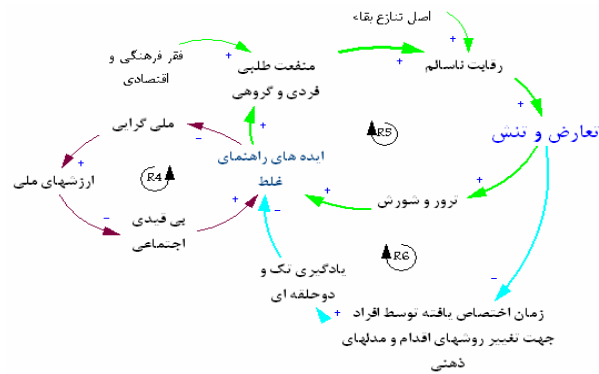 اصل تنازع بقاء
+
فقر فرهنگی و
اقتصادی
+
منفعت طلبی
فردی و گروهی
+
رقابت ناسالم
+
تعارض و تنش
ملی گرایی
-
+
ایده های راهنمای
غلط
R5
+
ارزشهای ملی
R4
+
ترور و شورش
+
-
بی قیدی
اجتماعی
+
-
یادگیری تک و
دوحلقه ای
R6
-
زمان اختصاص یافته توسط افراد
جهت تغییر روشهای اقدام و مدلهای
ذهنی
+